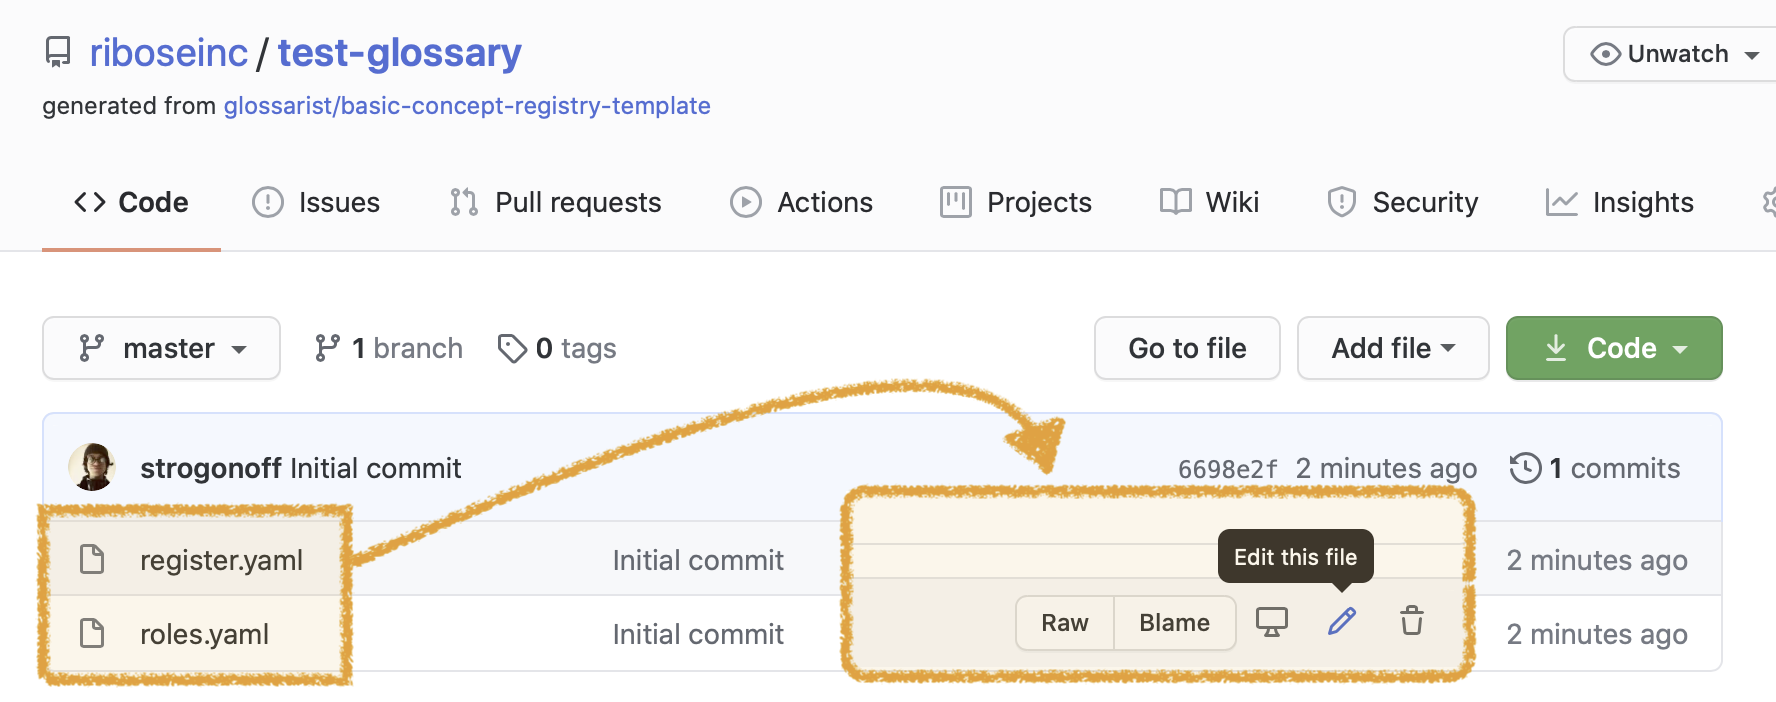 riboseinc / test-glossary
Unwatch
generated from glossarist/basic-concept-registry-template
Code Issues Pull requests Actions Projects Wiki Security Insights
master 1 branch 0 tags Go to file Add file Code
strogonoff Initial commit 6698e2f 2 minutes ago 1 commits
register.yaml Initial commit 2 minutes ago
Edit this file
roles.yaml Initial commit Raw Blame 2 minutes ago